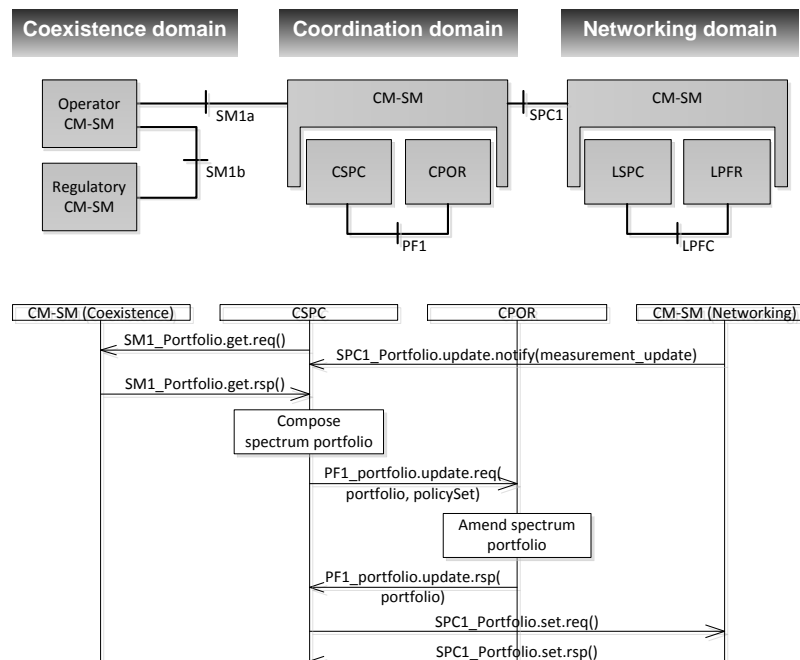 Coexistence domain
Coordination domain
Networking domain
Operator
CM-SM
SM1a
CM-SM
SPC1
CM-SM
Regulatory
CM-SM
SM1b
CSPC
CPOR
LSPC
LPFR
PF1
LPFC
CM-SM (Coexistence)
CSPC
CPOR
CM-SM (Networking)
SM1_Portfolio.get.req()
SPC1_Portfolio.update.notify(measurement_update)
SM1_Portfolio.get.rsp()
Compose
spectrum portfolio
PF1_portfolio.update.req(
portfolio, policySet)
Amend spectrum
portfolio
PF1_portfolio.update.rsp(
portfolio)
SPC1_Portfolio.set.req()
SPC1_Portfolio.set.rsp()